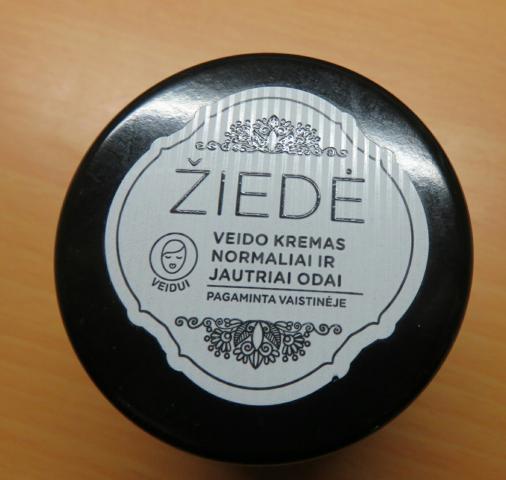 ŽIEDĖ
VEIDO KREMAS
NORMALIAI IR
JAUTRIAI ODAI
VEIDUI
PAGAMINTA VAISTINĖJE